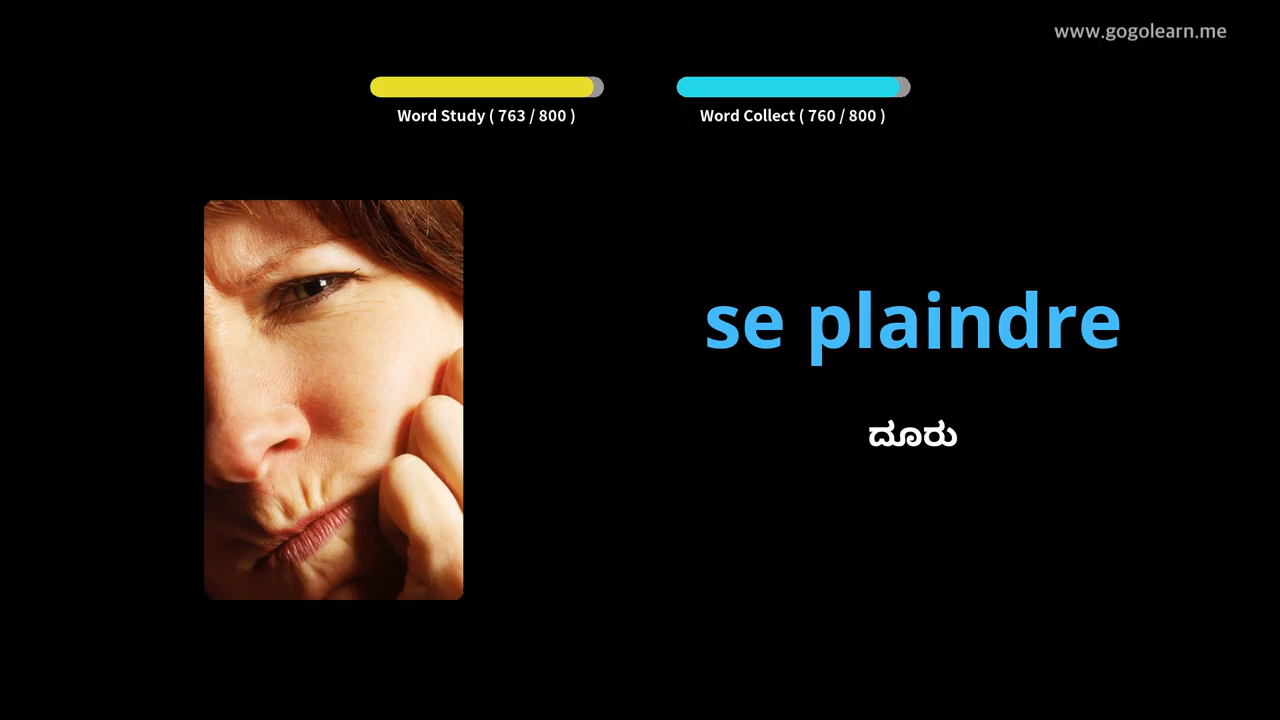 www.gogolearn.me
Word Study ( 763 / 800 )
Word Collect ( 760 / 800 )
se plaindre
ದೂರು